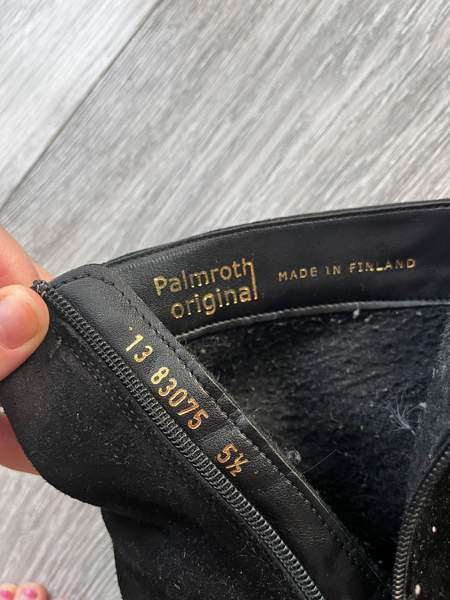 Palmroth
original
MADE IN FINLAND
13 83075 5½